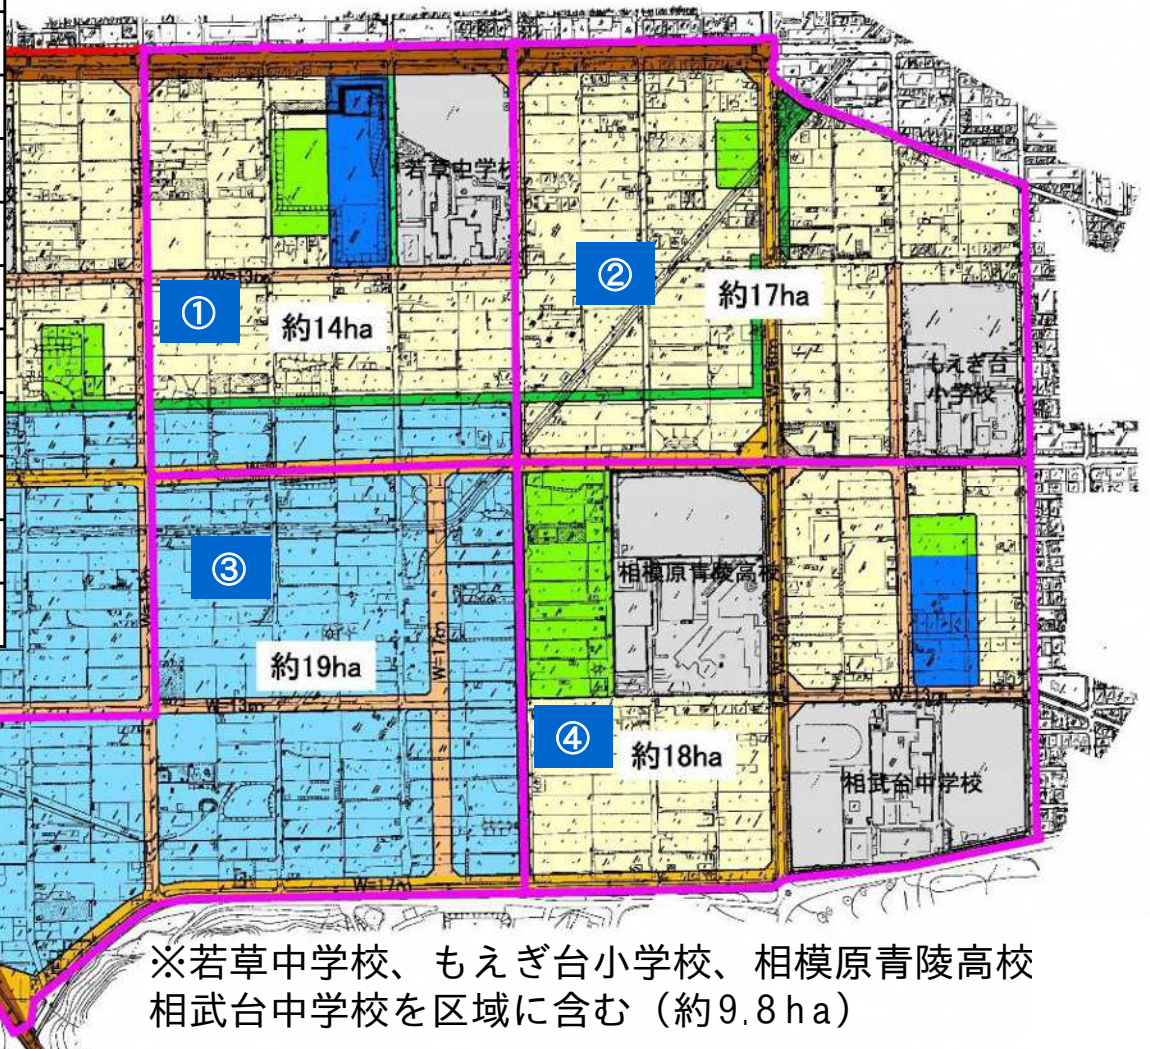 若草中学校
W=13m
①
約14ha
②
約17ha
もえぎ台
小学校
③
相模原青陵高校
W=17m
約19ha
W=13m
W=13m
④
約18ha
相武台中学校
W=17m
※若草中学校、もえぎ台小学校、相模原青陵高校
相武台中学校を区域に含む（約9.8ha）